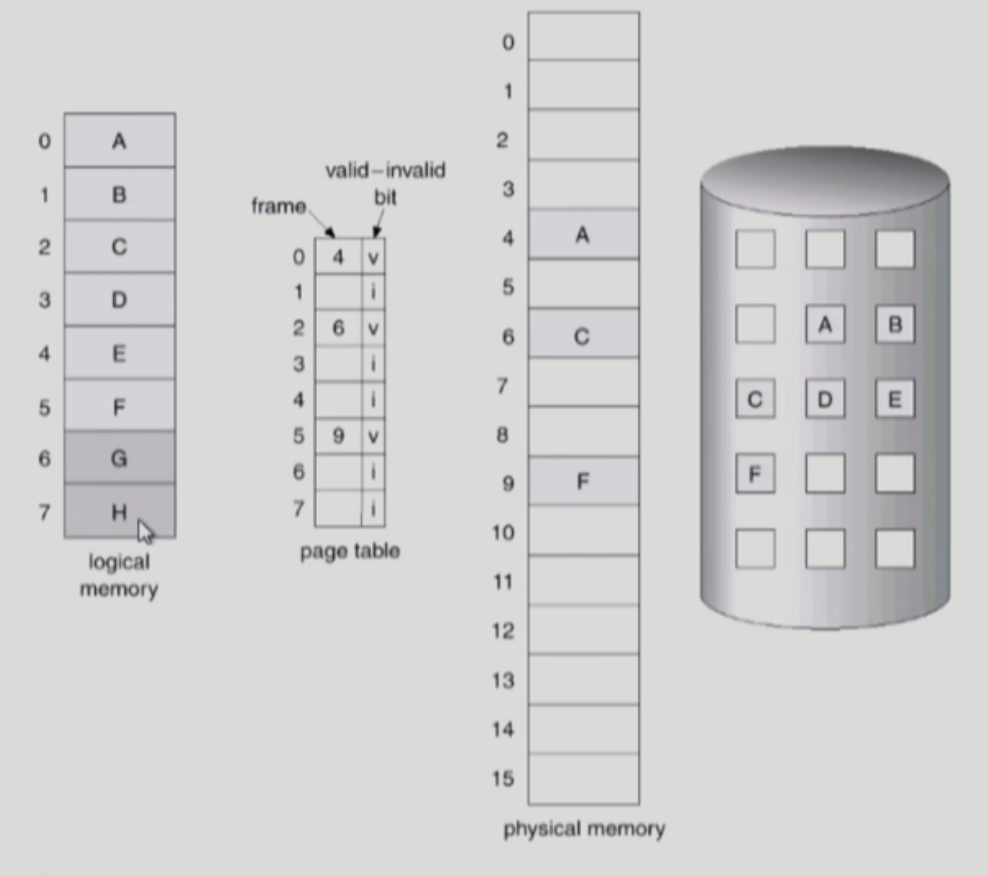 0 A
1 B
2 C
3 D
4 E
5 F
6 G
7 H
logical
memory
valid-invalid
bit
frame
0 4 v
1 i
2 6 v
3 i
4 i
5 9 v
6 i
7 i
page table
0
1
2
3
4 A
5
6 C
7
8
9 F
10
11
12
13
14
15
physical memory
A B
C D E
F